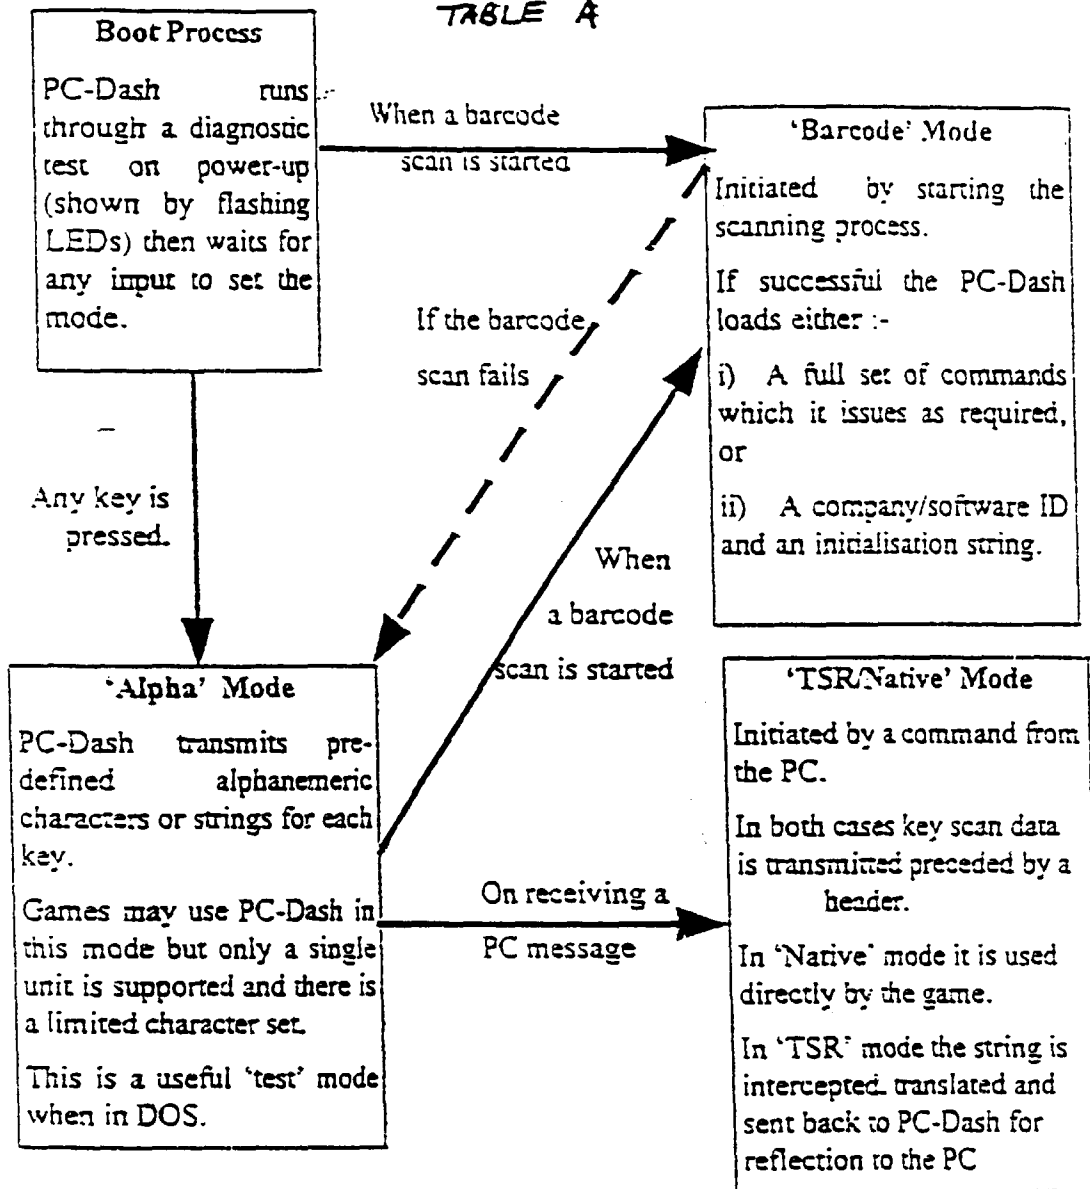 TABLE A
Boot Process
PC-Dash runs
through a diagnostic
test on power-up
(shown by flashing
LEDs) then waits for
any input to set the
mode.
When a barcode
scan is started
'Barcode' Mode
Initiated by starting the
scanning process.
If successful the PC-Dash
loads either :-
i) A full set of commands
which it issues as required,
or
ii) A company/software ID
and an initialisation string.
If the barcode
scan fails
Any key is
pressed.
When
a barcode
scan is started
'Alpha' Mode
PC-Dash transmits pre-
defined alphanemeric
characters or strings for each
key.
Games may use PC-Dash in
this mode but only a single
unit is supported and there is
a limited character set.
This is a useful 'test' mode
when in DOS.
On receiving a
PC message
'TSR/Native' Mode
Initiated by a command from
the PC.
In both cases key scan data
is transmitted preceded by a
header.
In 'Native' mode it is used
directly by the game.
In 'TSR' mode the string is
intercepted, translated and
sent back to PC-Dash for
reflection to the PC